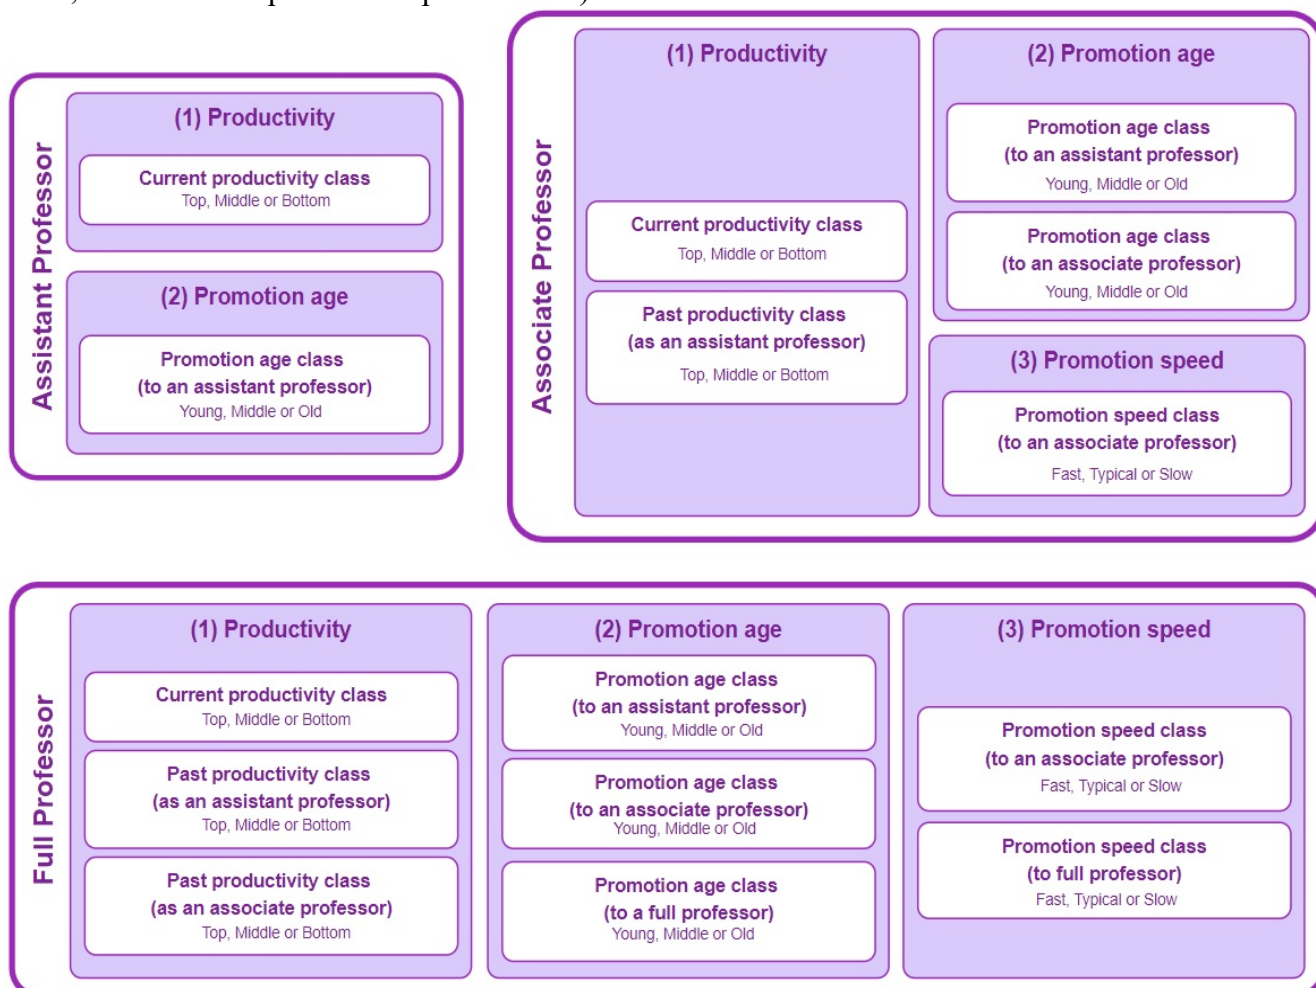 Assistant Professor
(1) Productivity
Current productivity class
Top, Middle or Bottom
(2) Promotion age
Promotion age class
(to an assistant professor)
Young, Middle or Old
Associate Professor
(1) Productivity
Current productivity class
Top, Middle or Bottom
Past productivity class
(as an assistant professor)
Top, Middle or Bottom
(2) Promotion age
Promotion age class
(to an assistant professor)
Young, Middle or Old
Promotion age class
(to an associate professor)
Young, Middle or Old
(3) Promotion speed
Promotion speed class
(to an associate professor)
Fast, Typical or Slow
Full Professor
(1) Productivity
Current productivity class
Top, Middle or Bottom
Past productivity class
(as an assistant professor)
Top, Middle or Bottom
Past productivity class
(as an associate professor)
Top, Middle or Bottom
(2) Promotion age
Promotion age class
(to an assistant professor)
Young, Middle or Old
Promotion age class
(to an associate professor)
Young, Middle or Old
Promotion age class
(to a full professor)
Young, Middle or Old
(3) Promotion speed
Promotion speed class
(to an associate professor)
Fast, Typical or Slow
Promotion speed class
(to full professor)
Fast, Typical or Slow